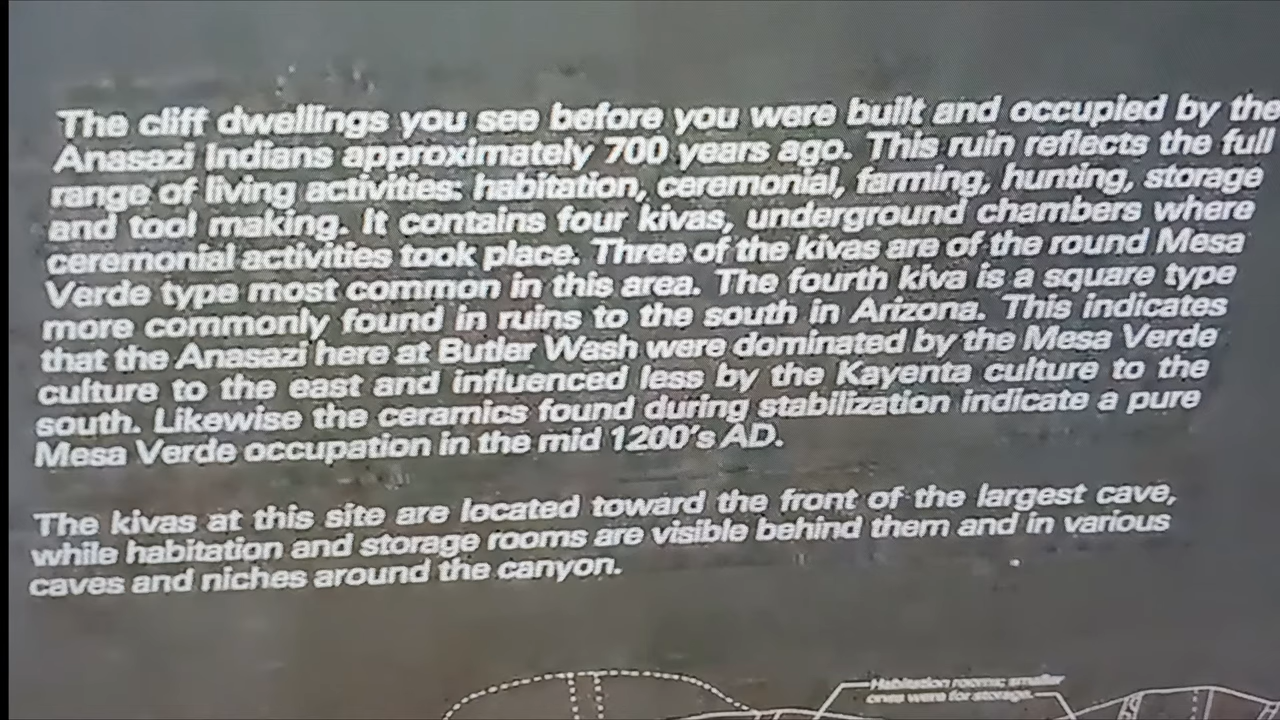 The cliff dwellings you see before you were built and occupied by the
Anasazi Indians approximately 700 years ago. This ruin reflects the full
range of living activities: habitation, ceremonial, farming, hunting, storage
and tool making. It contains four kivas, underground chambers where
ceremonial activities took place. Three of the kivas are of the round Mesa
Verde type most common in this area. The fourth kiva is a square type
more commonly found in ruins to the south in Arizona. This indicates
that the Anasazi here at Butler Wash were dominated by the Mesa Verde
culture to the east and influenced less by the Kayenta culture to the
south. Likewise the ceramics found during stabilization indicate a pure
Mesa Verde occupation in the mid 1200's AD.
The kivas at this site are located toward the front of the largest cave,
while habitation and storage rooms are visible behind them and in various
caves and niches around the canyon.
Habitation rooms; smaller
ones were for storage.